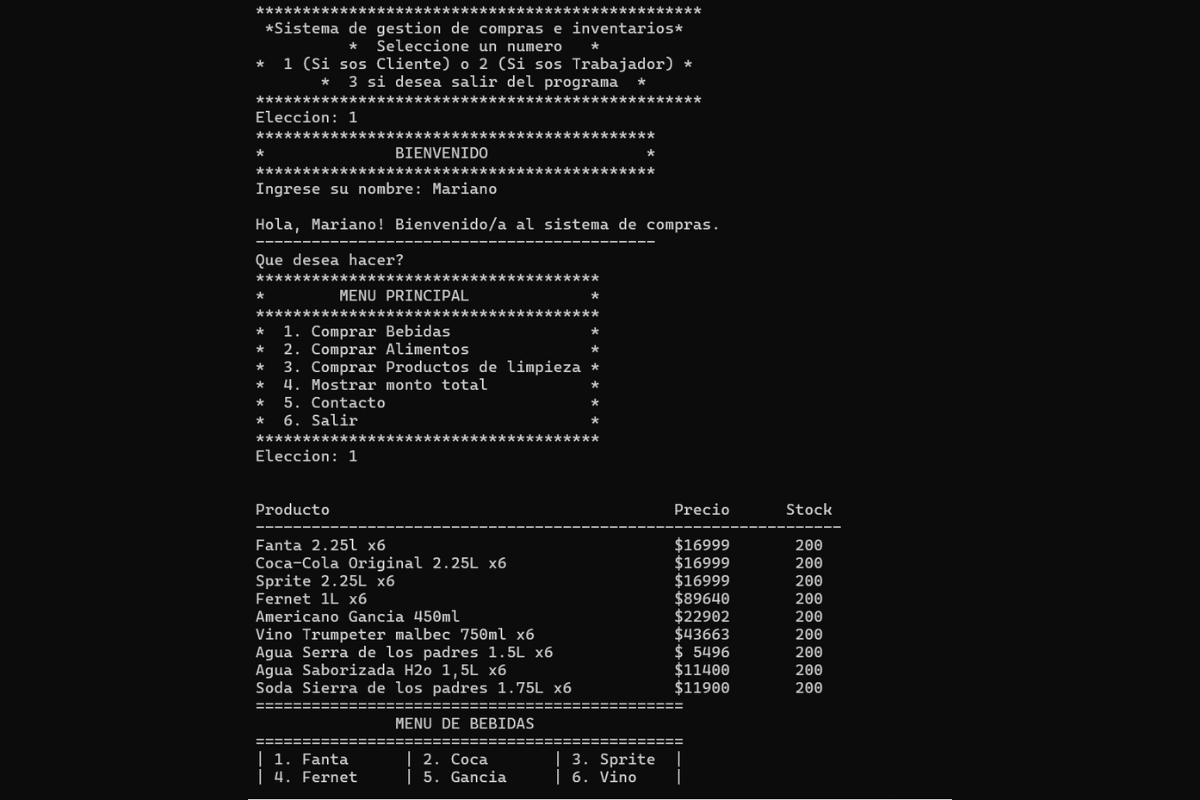 ************************************************
*Sistema de gestion de compras e inventarios*
*  Seleccione un numero   *
*  1 (Si sos Cliente) o 2 (Si sos Trabajador) *
*  3 si desea salir del programa  *
************************************************
Eleccion: 1
*******************************************
*              BIENVENIDO                 *
*******************************************
Ingrese su nombre: Mariano
Hola, Mariano! Bienvenido/a al sistema de compras.
-------------------------------------------
Que desea hacer?
*************************************
*        MENU PRINCIPAL             *
*************************************
*  1. Comprar Bebidas               *
*  2. Comprar Alimentos             *
*  3. Comprar Productos de limpieza *
*  4. Mostrar monto total           *
*  5. Contacto                      *
*  6. Salir                         *
*************************************
Eleccion: 1
Producto                                     Precio      Stock
---------------------------------------------------------------
Fanta 2.25l x6                               $16999       200
Coca-Cola Original 2.25L x6                  $16999       200
Sprite 2.25L x6                              $16999       200
Fernet 1L x6                                 $89640       200
Americano Gancia 450ml                       $22902       200
Vino Trumpeter malbec 750ml x6               $43663       200
Agua Serra de los padres 1.5L x6             $ 5496       200
Agua Saborizada H2o 1,5L x6                  $11400       200
Soda Sierra de los padres 1.75L x6           $11900       200
==============================================
MENU DE BEBIDAS
==============================================
| 1. Fanta      | 2. Coca       | 3. Sprite  |
| 4. Fernet     | 5. Gancia     | 6. Vino    |